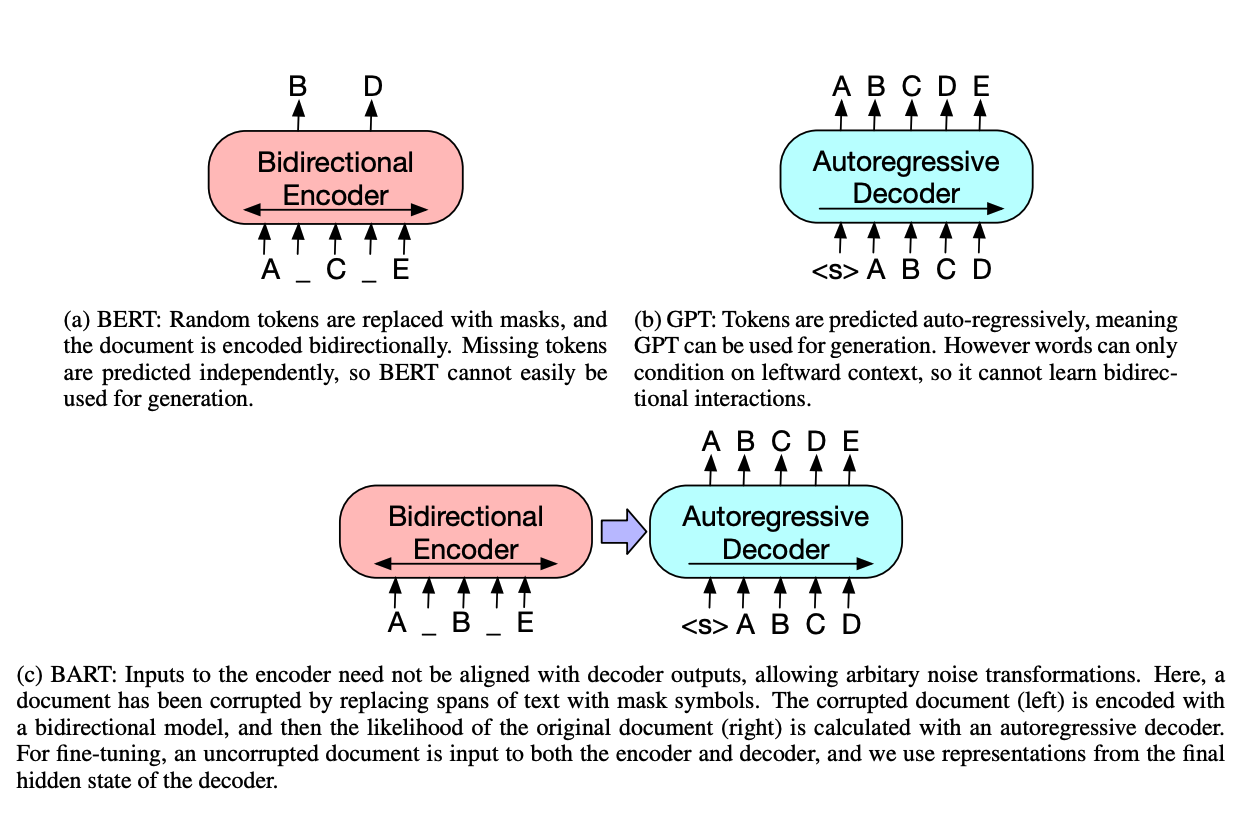 B D
Bidirectional
Encoder
A _ C _ E
(a) BERT: Random tokens are replaced with masks, and
the document is encoded bidirectionally. Missing tokens
are predicted independently, so BERT cannot easily be
used for generation.
A B C D E
Autoregressive
Decoder
<s> A B C D
(b) GPT: Tokens are predicted auto-regressively, meaning
GPT can be used for generation. However words can only
condition on leftward context, so it cannot learn bidirec-
tional interactions.
Bidirectional
Encoder
A _ B _ E
A B C D E
Autoregressive
Decoder
<s> A B C D
(c) BART: Inputs to the encoder need not be aligned with decoder outputs, allowing arbitary noise transformations. Here, a
document has been corrupted by replacing spans of text with mask symbols. The corrupted document (left) is encoded with
a bidirectional model, and then the likelihood of the original document (right) is calculated with an autoregressive decoder.
For fine-tuning, an uncorrupted document is input to both the encoder and decoder, and we use representations from the final
hidden state of the decoder.